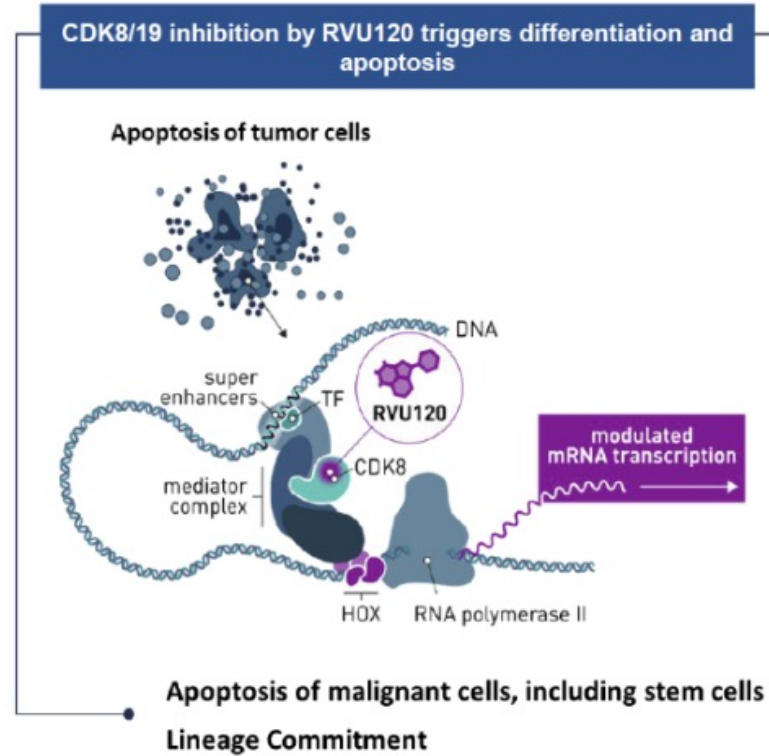 CDK8/19 inhibition by RVU120 triggers differentiation and
apoptosis
Apoptosis of tumor cells
DNA
super
enhancers
TF
RVU120
CDK8
modulated
mRNA transcription
mediator
complex
HOX
RNA polymerase II
Apoptosis of malignant cells, including stem cells
Lineage Commitment